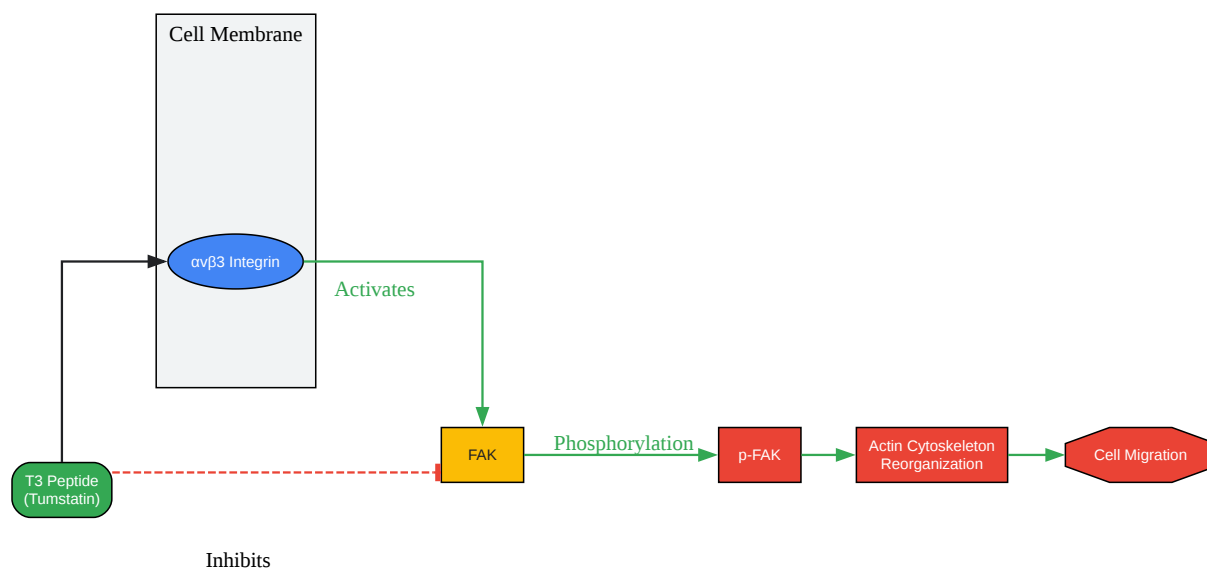 Cell Membrane
αvβ3 Integrin
Activates
FAK
Phosphorylation
p-FAK
Actin Cytoskeleton
Reorganization
Cell Migration
T3 Peptide
(Tumstatin)
Inhibits